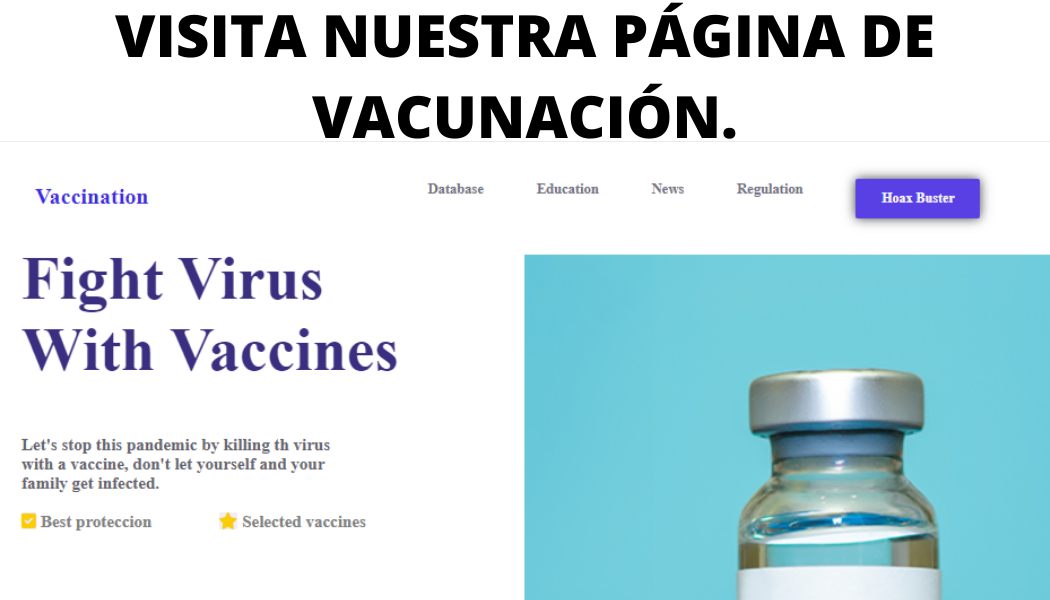 VISITA NUESTRA PÁGINA DE
VACUNACIÓN.
Vaccination
Database
Education
News
Regulation
Hoax Buster
Fight Virus
With Vaccines
Let's stop this pandemic by killing th virus
with a vaccine, don't let yourself and your
family get infected.
Best proteccion
Selected vaccines